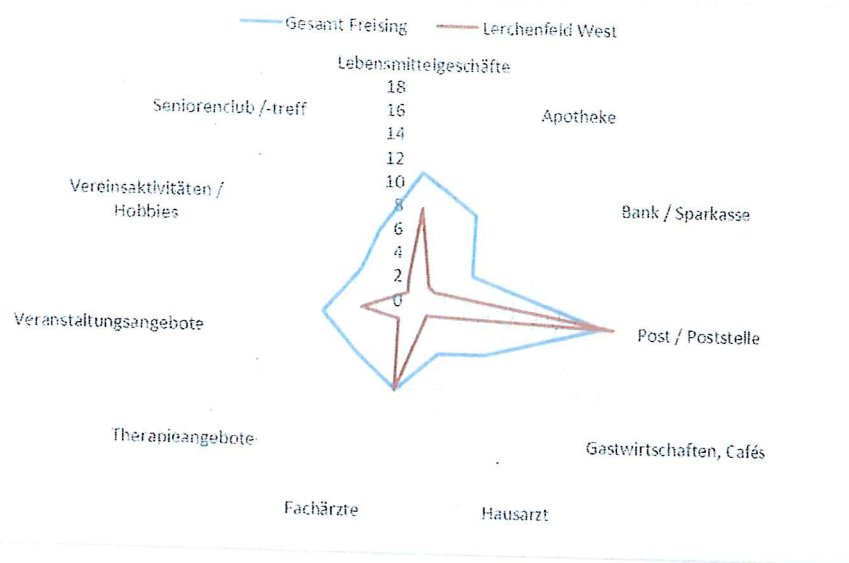 Gesamt Freising
Lerchenfeld West
Lebensmittelgeschäfte
18
16
14
12
10
8
6
4
2
0
Seniorenclub /-treff
Apotheke
Vereinsaktivitäten /
Hobbies
Bank / Sparkasse
Veranstaltungsangebote
Post / Poststelle
Therapieangebote
Gastwirtschaften, Cafés
Fachärzte
Hausarzt